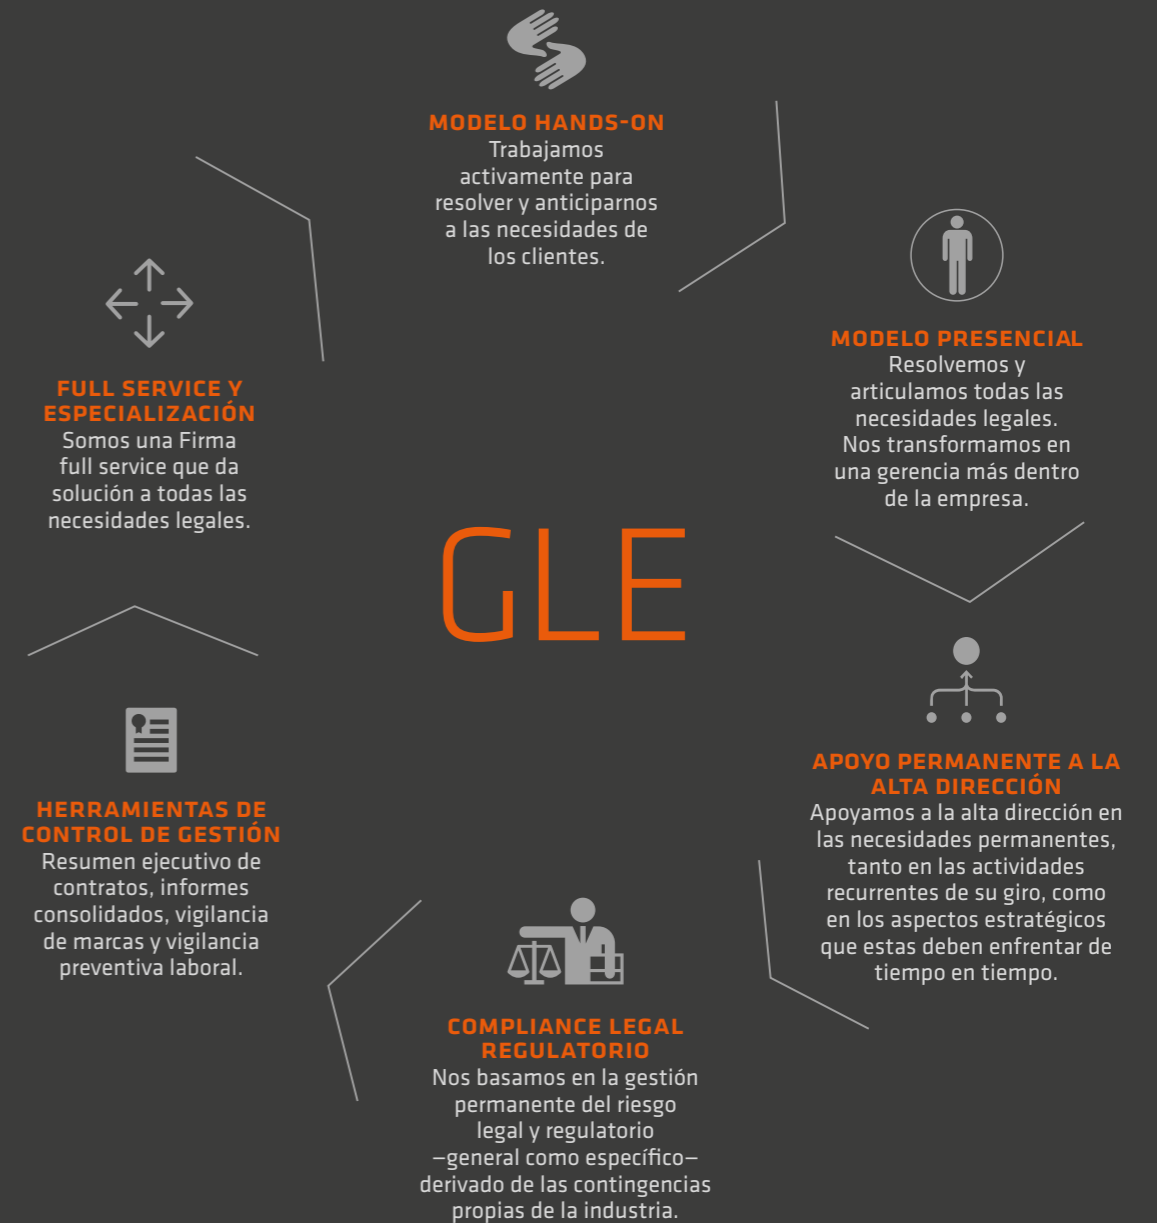 MODELO HANDS-ON
Trabajamos
activamente para
resolver y anticiparnos
a las necesidades de
los clientes.
MODELO PRESENCIAL
Resolvemos y
articulamos todas las
necesidades legales.
Nos transformamos en
una gerencia más dentro
de la empresa.
APOYO PERMANENTE A LA
ALTA DIRECCIÓN
Apoyamos a la alta dirección en
las necesidades permanentes,
tanto en las actividades
recurrentes de su giro, como
en los aspectos estratégicos
que estas deben enfrentar de
tiempo en tiempo.
COMPLIANCE LEGAL
REGULATORIO
Nos basamos en la gestión
permanente del riesgo
legal y regulatorio
–general como específico–
derivado de las contingencias
propias de la industria.
HERRAMIENTAS DE
CONTROL DE GESTIÓN
Resumen ejecutivo de
contratos, informes
consolidados, vigilancia
de marcas y vigilancia
preventiva laboral.
FULL SERVICE Y
ESPECIALIZACIÓN
Somos una Firma
full service que da
solución a todas las
necesidades legales.
GLE